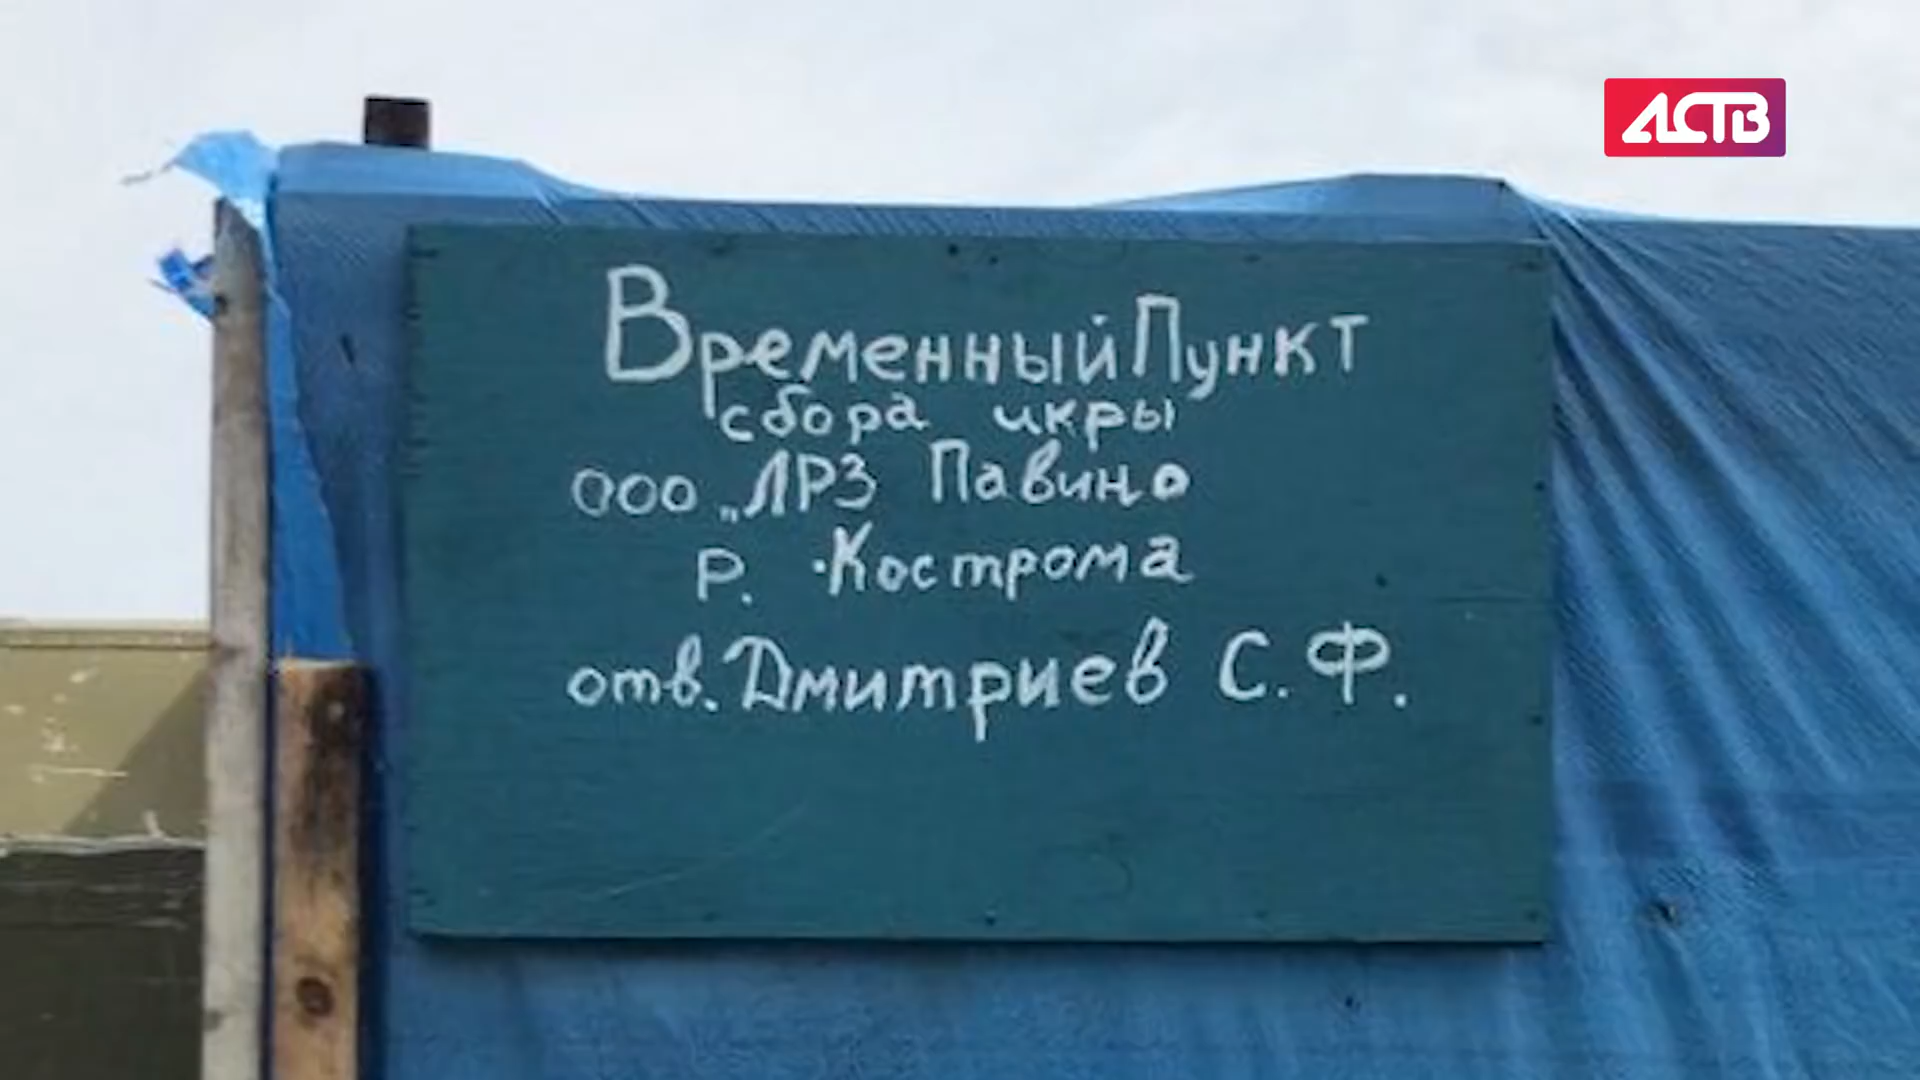 АСТВ
Временный Пункт
сбора икры
ООО „ЛРЗ Павино
р. Кострома
отв. Дмитриев С. Ф.